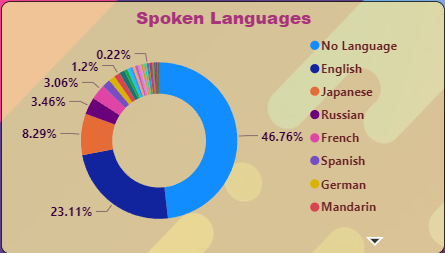 Spoken Languages
0.22%
1.2%
3.06%
3.46%
8.29%
23.11%
46.76%
No Language
English
Japanese
Russian
French
Spanish
German
Mandarin